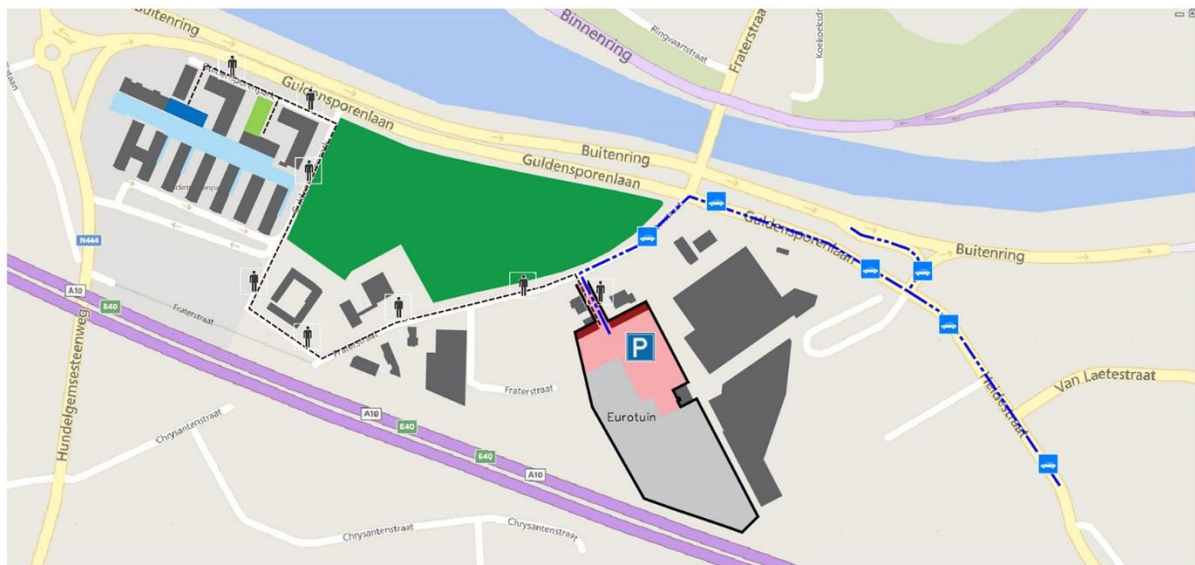 Buitenring
Binnenring
Ringvaartstraat
Fraterstraat
Guldensporenlaan
Buitenring
Guldensporenlaan
Guldensporenlaan
Buitenring
N444
A10
E40
Fraterstraat
Fraterstraat
Fraterstraat
Hundelgemsesteenweg
P
Eurotuin
Van Laetestraat
Heidestraat
A10
E40
E40
A10
Chrysantenstraat
Chrysantenstraat
Chrysantenstraat